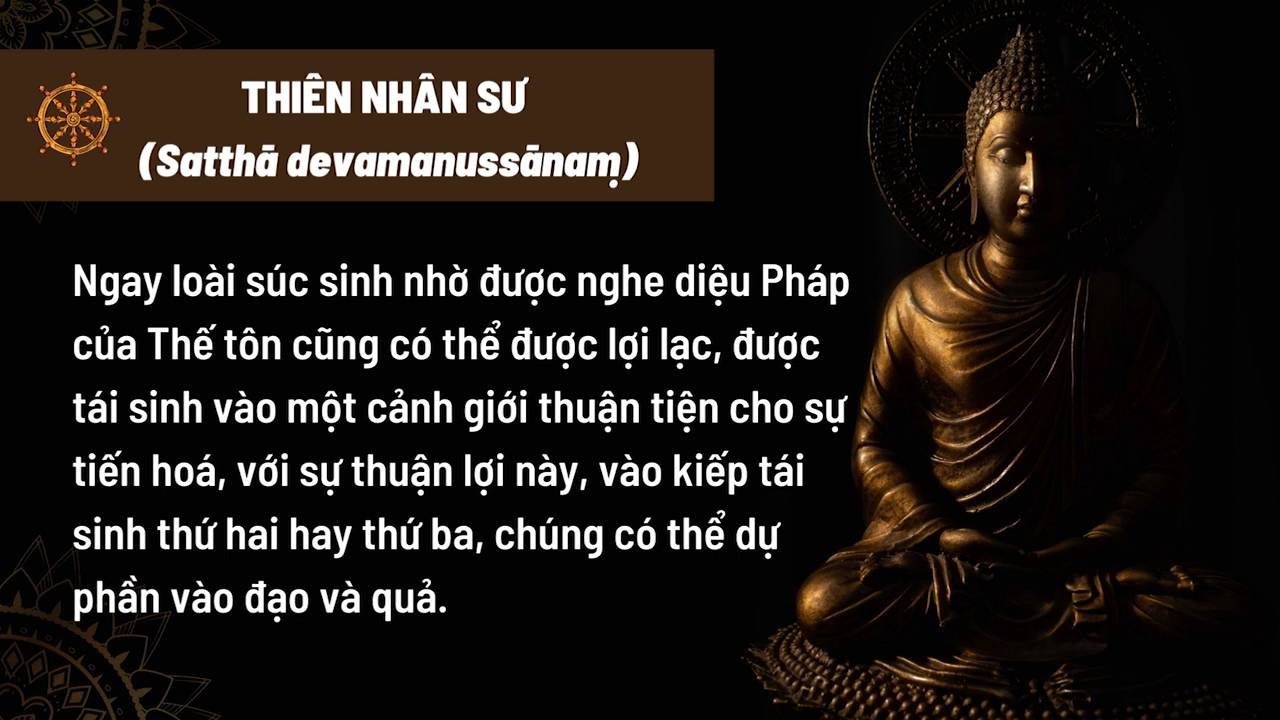 THIÊN NHÂN SƯ
(Satthā devamanussānaṃ)
Ngay loài súc sinh nhờ được nghe diệu Pháp
của Thế tôn cũng có thể được lợi lạc, được
tái sinh vào một cảnh giới thuận tiện cho sự
tiến hoá, với sự thuận lợi này, vào kiếp tái
sinh thứ hai hay thứ ba, chúng có thể dự
phần vào đạo và quả.